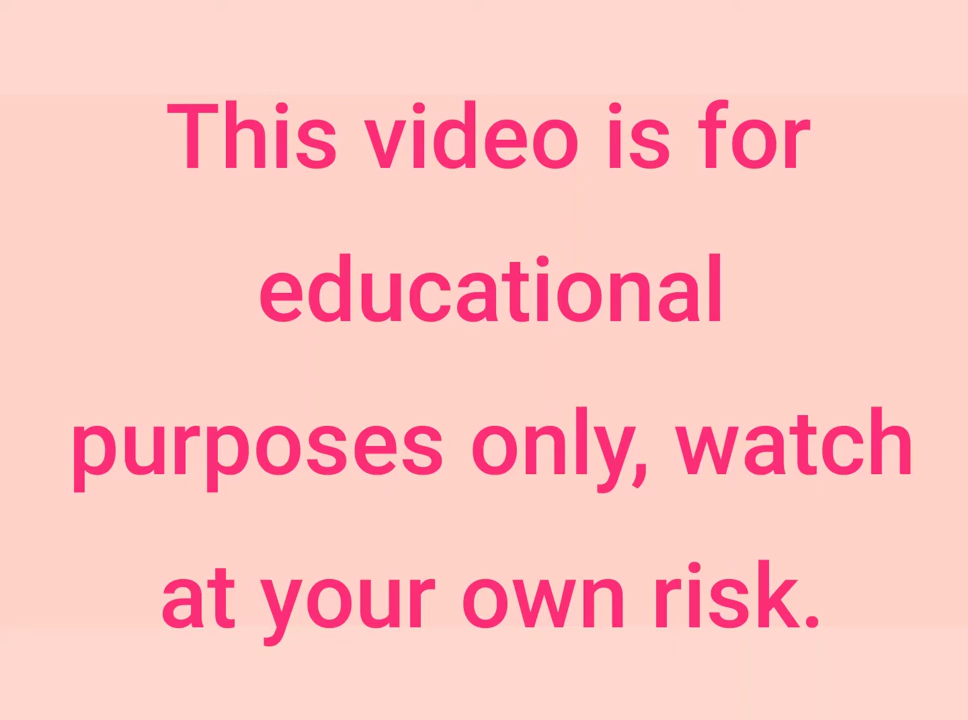 This video is for
educational
purposes only, watch
at your own risk.